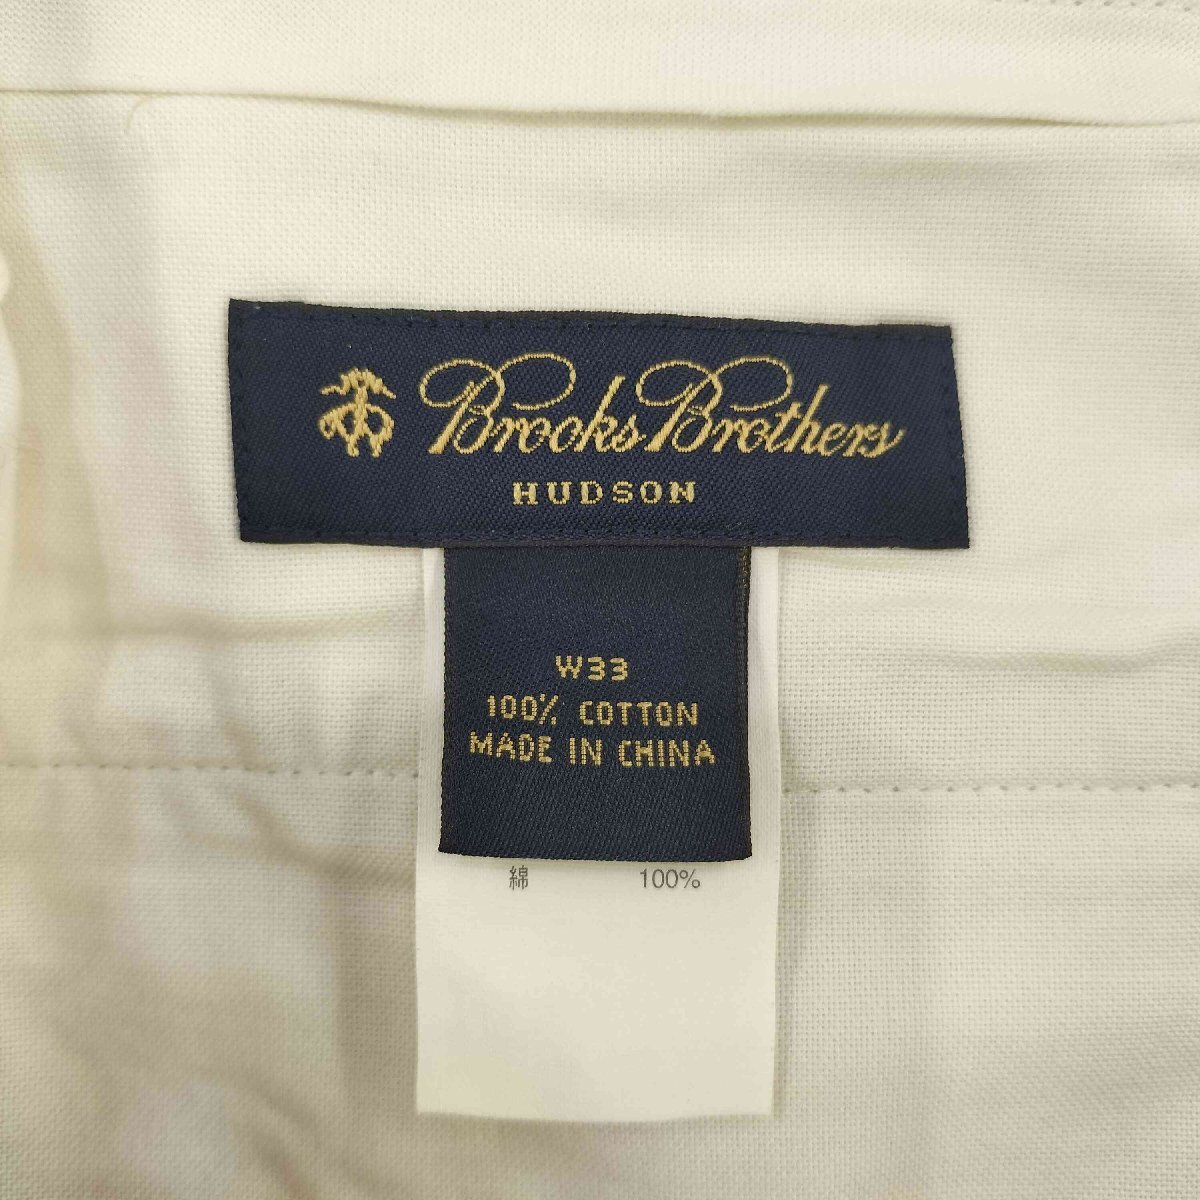 Brooks Brothers
HUDSON
W33
100% COTTON
MADE IN CHINA
綿 100%